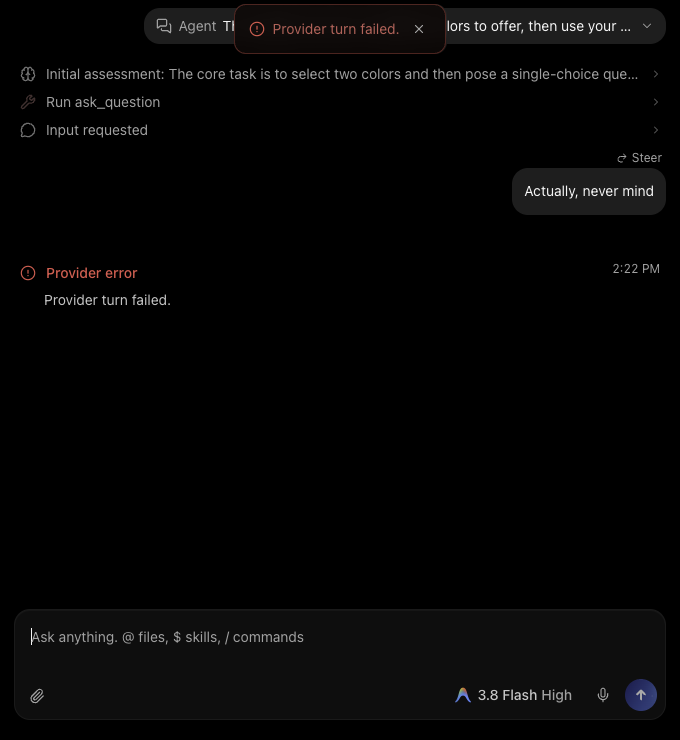 Agent Th
Provider turn failed.
lors to offer, then use your ...
Initial assessment: The core task is to select two colors and then pose a single-choice que...
Run ask_question
Input requested
Steer
Actually, never mind
Provider error
2:22 PM
Provider turn failed.
Ask anything. @ files, $ skills, / commands
3.8 Flash High